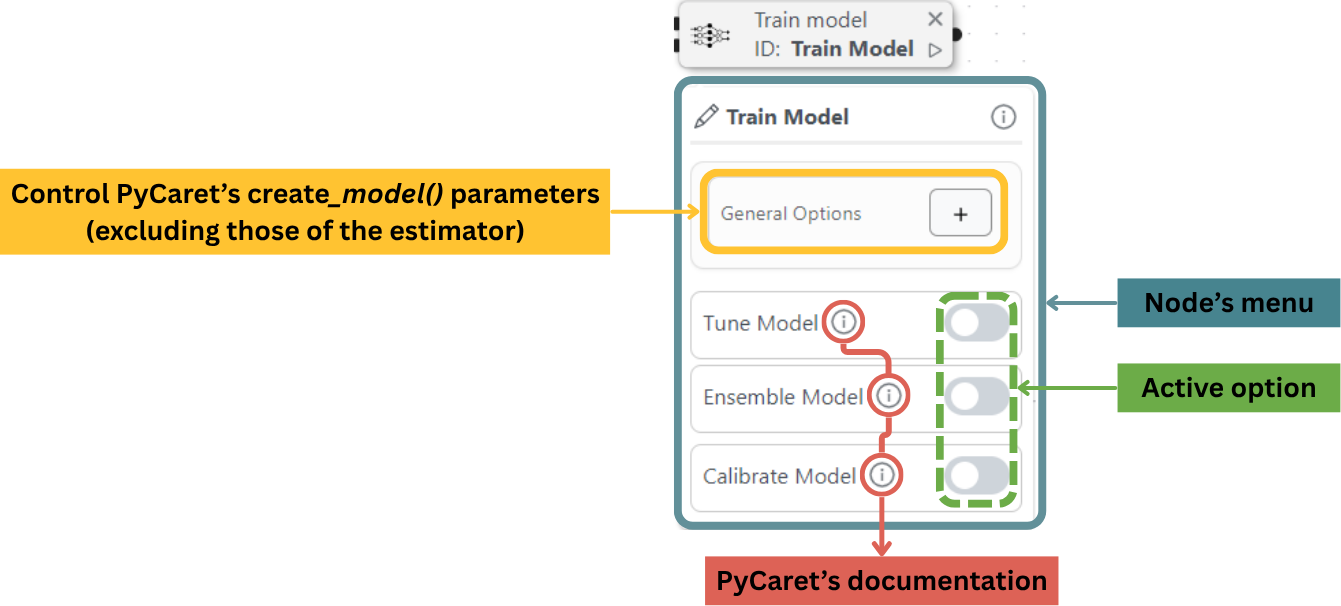 Train model
ID: Train Model
Train Model
Control PyCaret's create_model() parameters
(excluding those of the estimator)
General Options
+
Node's menu
Tune Model
Active option
Ensemble Model
Calibrate Model
PyCaret's documentation